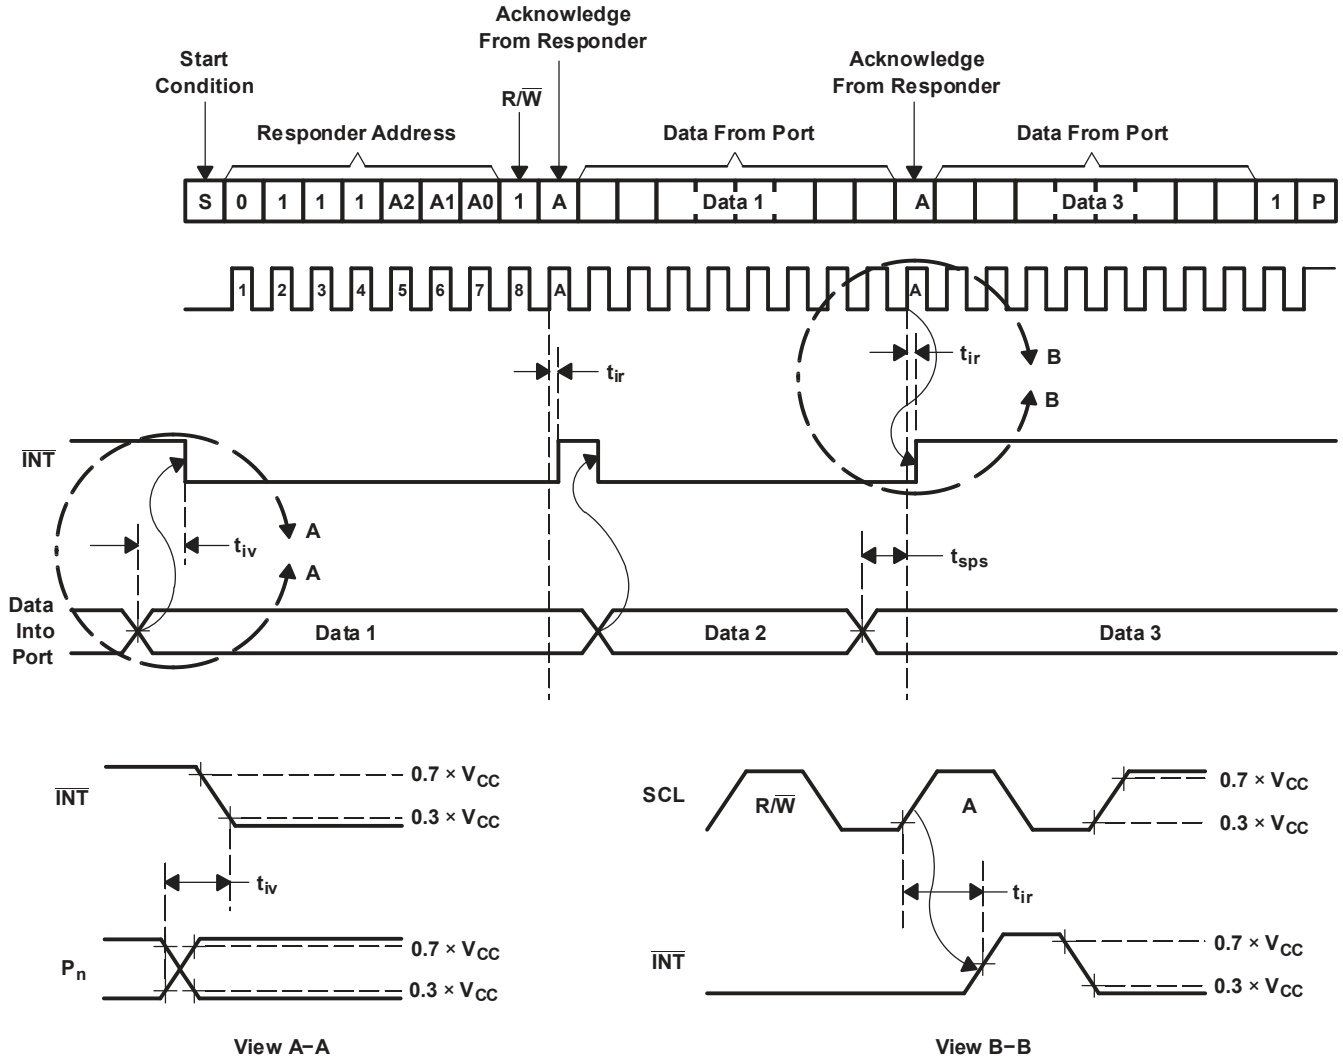 Acknowledge
From Responder
Start
Condition
Acknowledge
From Responder
R/W̅
Responder Address
Data From Port
Data From Port
S 0 1 1 1 A2 A1 A0 1 A Data 1 A Data 3 1 P
1 2 3 4 5 6 7 8 A A
t_ir
t_ir
B
B
I̅N̅T̅
A
t_iv
A
t_sps
Data
Into
Port
Data 1
Data 2
Data 3
0.7 × V_CC
I̅N̅T̅
0.3 × V_CC
t_iv
0.7 × V_CC
P_n
0.3 × V_CC
View A−A
SCL
R/W̅
A
0.7 × V_CC
0.3 × V_CC
t_ir
I̅N̅T̅
0.7 × V_CC
0.3 × V_CC
View B−B